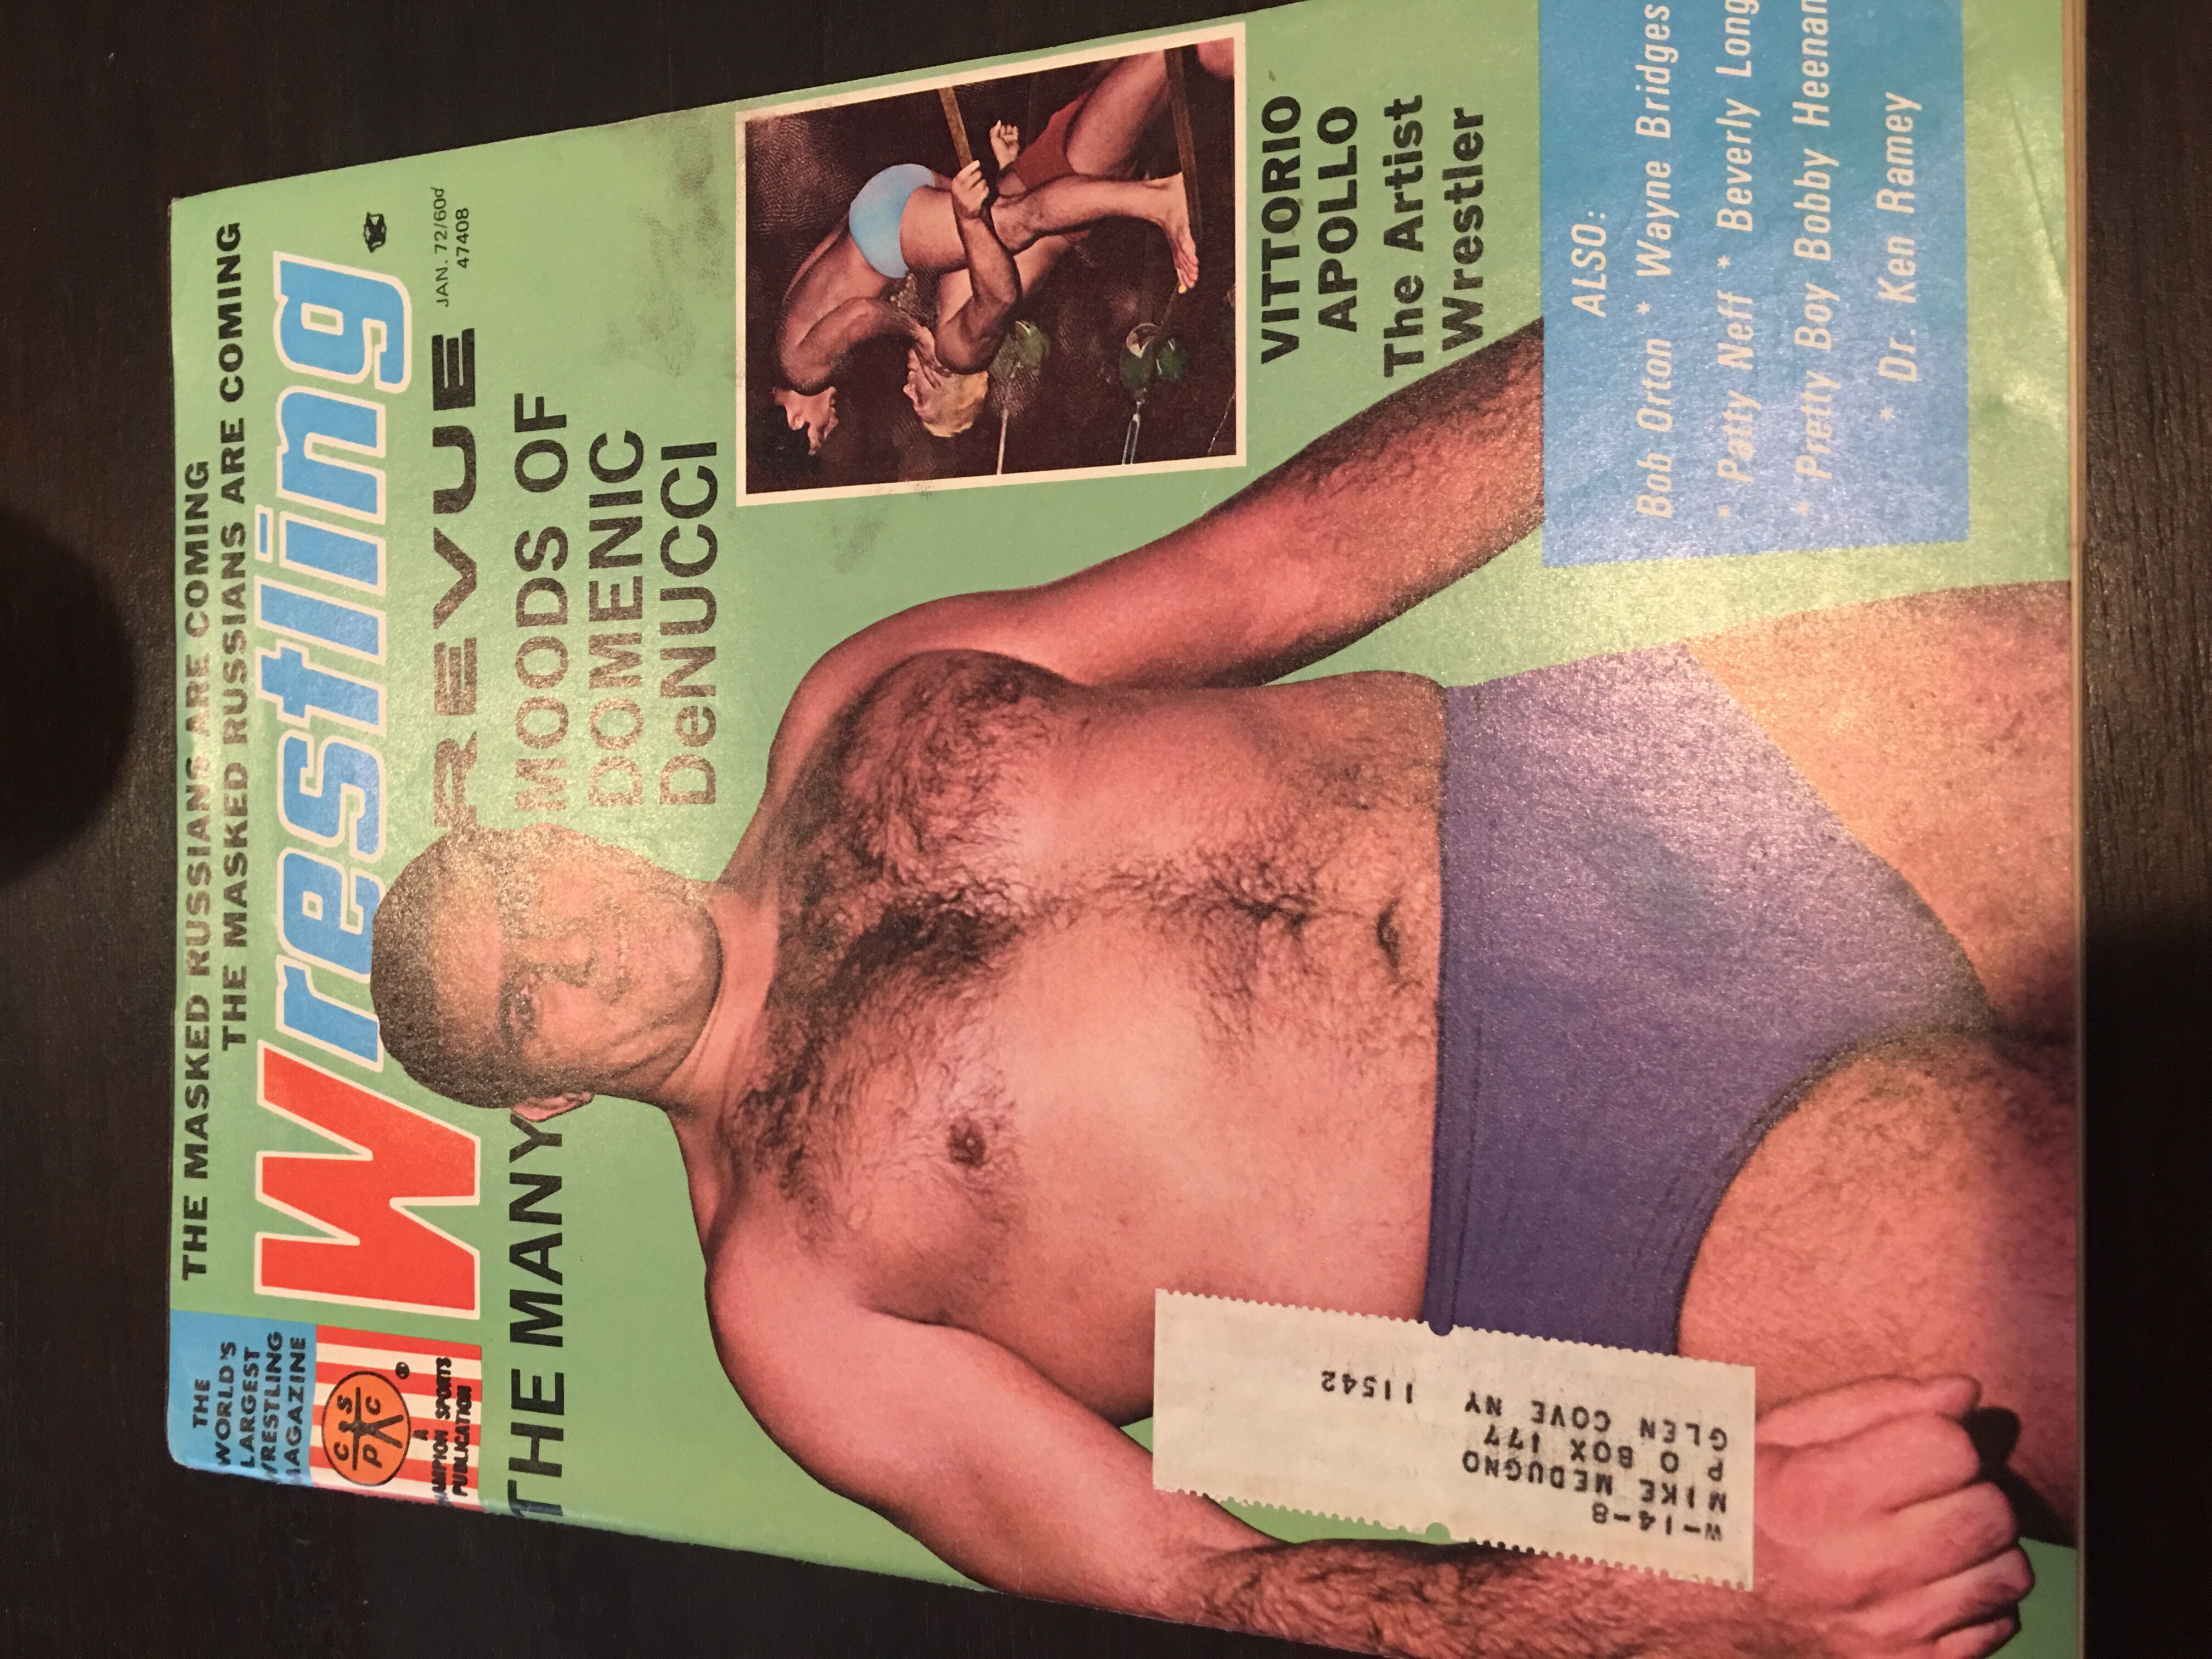 THE MASKED RUSSIANS ARE COMING
THE MASKED RUSSIANS ARE COMING
THE
WORLD'S
LARGEST
WRESTLING
MAGAZINE
C S
P C
®
A
CHAMPION SPORTS
PUBLICATION
Wrestling
REVUE
JAN. 72/60¢
47408
THE MANY
MOODS OF
DOMENIC
DeNUCCI
VITTORIO
APOLLO
The Artist
Wrestler
ALSO:
Bob Orton * Wayne Bridges
* Patty Neff * Beverly Long
* Pretty Boy Bobby Heenan
* Dr. Ken Ramey
W-14-8
MIKE MEDUGNO
P O BOX 177
GLEN COVE NY
11542